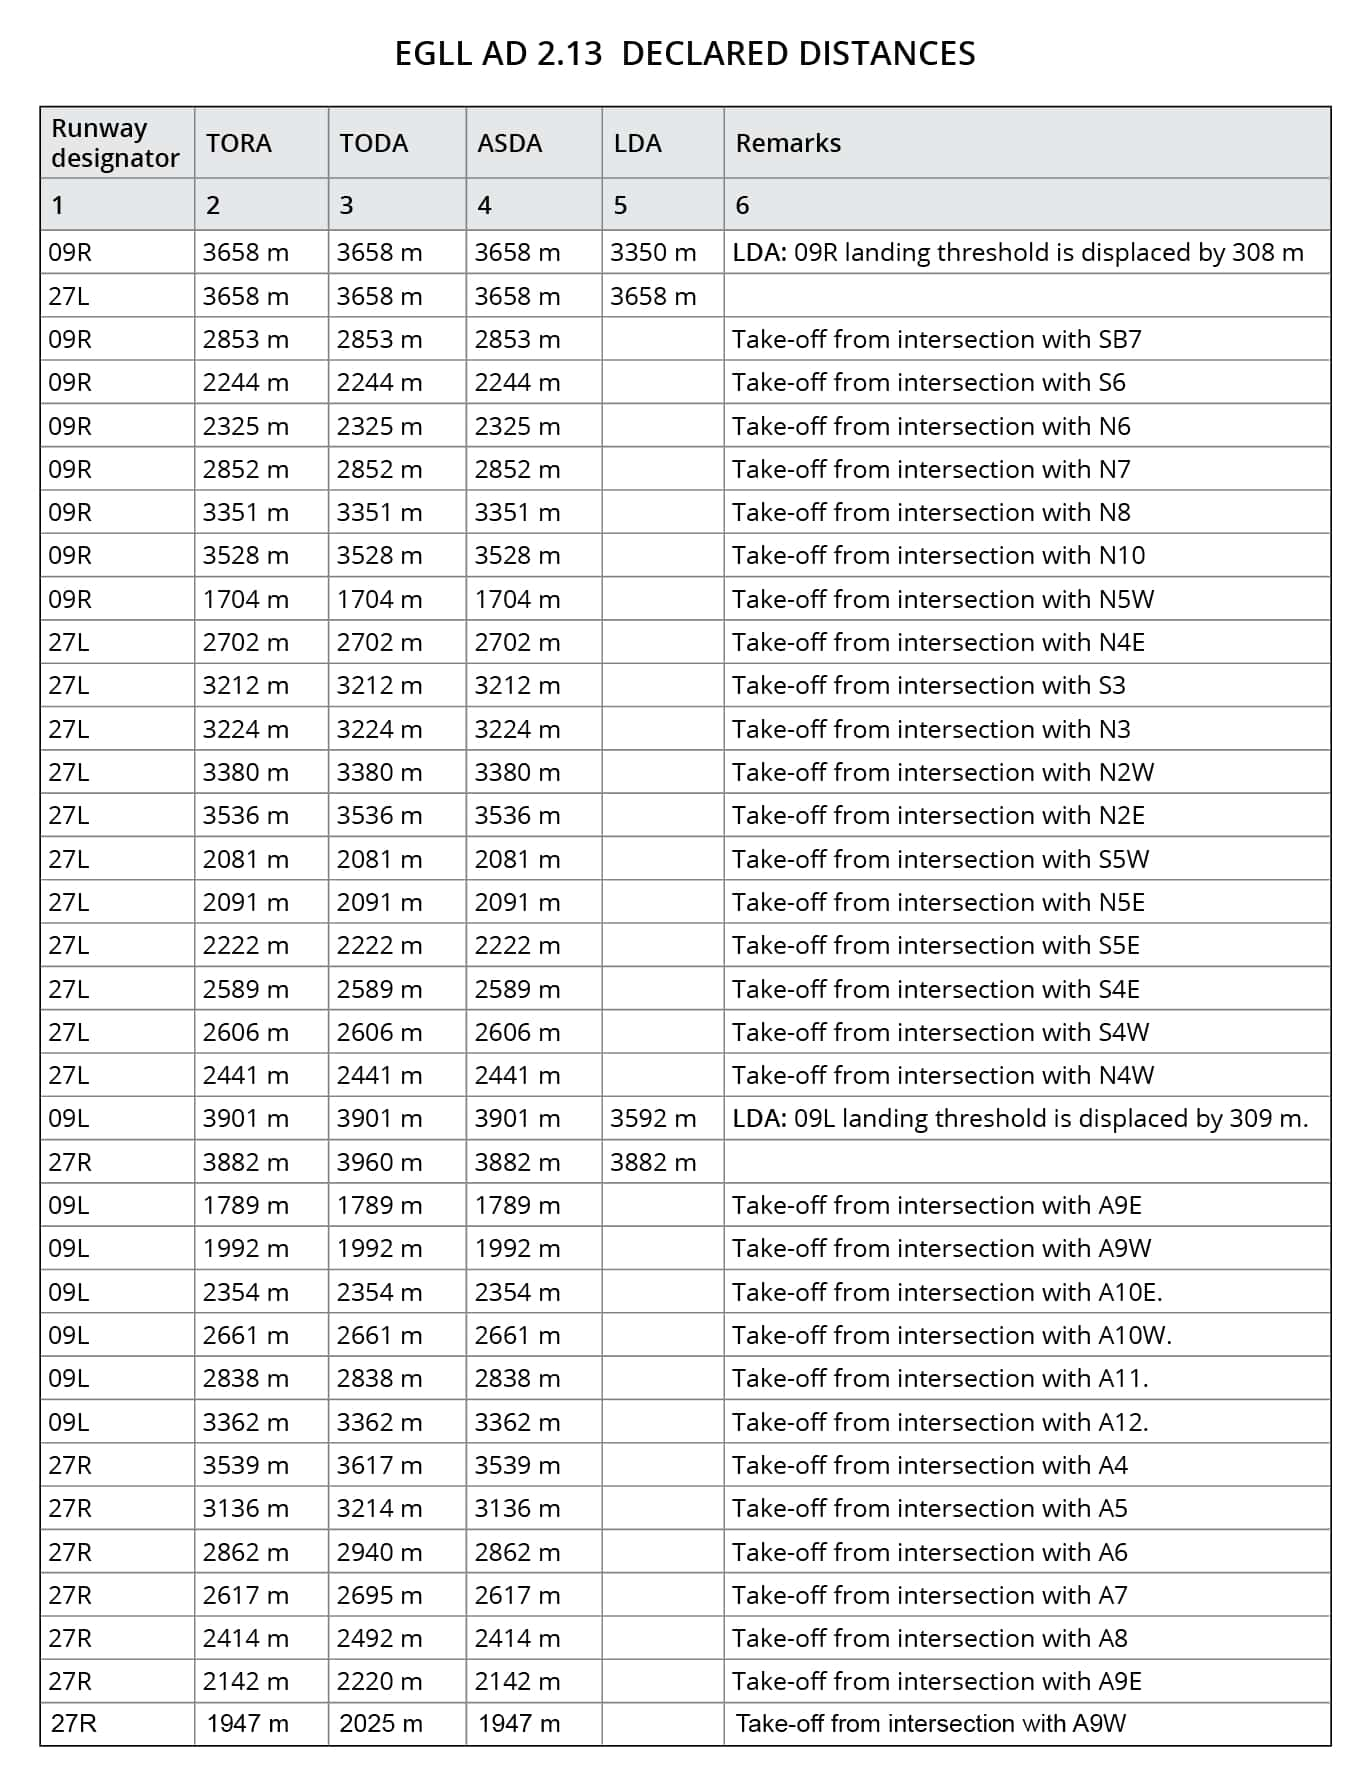 EGLL AD 2.13 DECLARED DISTANCES
Runway designator TORA TODA ASDA LDA Remarks
1 2 3 4 5 6
09R 3658 m 3658 m 3658 m 3350 m LDA: 09R landing threshold is displaced by 308 m
27L 3658 m 3658 m 3658 m 3658 m
09R 2853 m 2853 m 2853 m Take-off from intersection with SB7
09R 2244 m 2244 m 2244 m Take-off from intersection with S6
09R 2325 m 2325 m 2325 m Take-off from intersection with N6
09R 2852 m 2852 m 2852 m Take-off from intersection with N7
09R 3351 m 3351 m 3351 m Take-off from intersection with N8
09R 3528 m 3528 m 3528 m Take-off from intersection with N10
09R 1704 m 1704 m 1704 m Take-off from intersection with N5W
27L 2702 m 2702 m 2702 m Take-off from intersection with N4E
27L 3212 m 3212 m 3212 m Take-off from intersection with S3
27L 3224 m 3224 m 3224 m Take-off from intersection with N3
27L 3380 m 3380 m 3380 m Take-off from intersection with N2W
27L 3536 m 3536 m 3536 m Take-off from intersection with N2E
27L 2081 m 2081 m 2081 m Take-off from intersection with S5W
27L 2091 m 2091 m 2091 m Take-off from intersection with N5E
27L 2222 m 2222 m 2222 m Take-off from intersection with S5E
27L 2589 m 2589 m 2589 m Take-off from intersection with S4E
27L 2606 m 2606 m 2606 m Take-off from intersection with S4W
27L 2441 m 2441 m 2441 m Take-off from intersection with N4W
09L 3901 m 3901 m 3901 m 3592 m LDA: 09L landing threshold is displaced by 309 m.
27R 3882 m 3960 m 3882 m 3882 m
09L 1789 m 1789 m 1789 m Take-off from intersection with A9E
09L 1992 m 1992 m 1992 m Take-off from intersection with A9W
09L 2354 m 2354 m 2354 m Take-off from intersection with A10E.
09L 2661 m 2661 m 2661 m Take-off from intersection with A10W.
09L 2838 m 2838 m 2838 m Take-off from intersection with A11.
09L 3362 m 3362 m 3362 m Take-off from intersection with A12.
27R 3539 m 3617 m 3539 m Take-off from intersection with A4
27R 3136 m 3214 m 3136 m Take-off from intersection with A5
27R 2862 m 2940 m 2862 m Take-off from intersection with A6
27R 2617 m 2695 m 2617 m Take-off from intersection with A7
27R 2414 m 2492 m 2414 m Take-off from intersection with A8
27R 2142 m 2220 m 2142 m Take-off from intersection with A9E
27R 1947 m 2025 m 1947 m Take-off from intersection with A9W